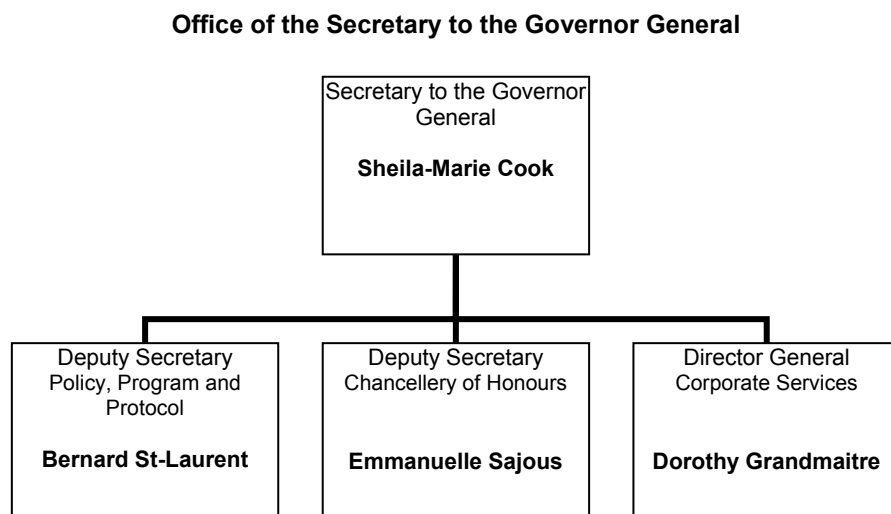 Office of the Secretary to the Governor General
Secretary to the Governor
General
Sheila-Marie Cook
Deputy Secretary
Policy, Program and
Protocol
Bernard St-Laurent
Deputy Secretary
Chancellery of Honours
Emmanuelle Sajous
Director General
Corporate Services
Dorothy Grandmaitre